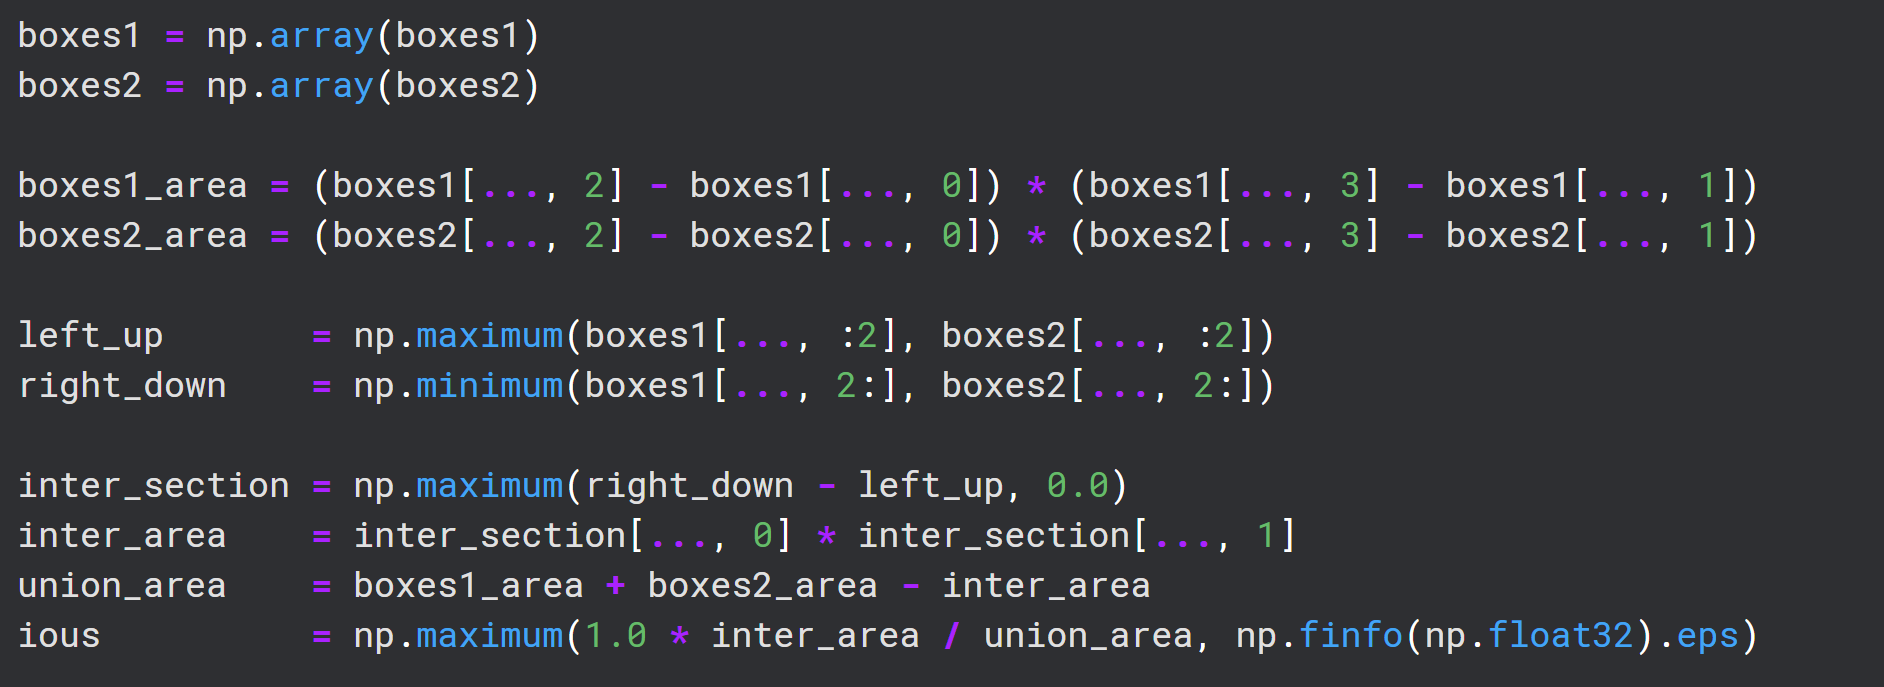 boxes1 = np.array(boxes1)
boxes2 = np.array(boxes2)
boxes1_area = (boxes1[..., 2] - boxes1[..., 0]) * (boxes1[..., 3] - boxes1[..., 1])
boxes2_area = (boxes2[..., 2] - boxes2[..., 0]) * (boxes2[..., 3] - boxes2[..., 1])
left_up       = np.maximum(boxes1[..., :2], boxes2[..., :2])
right_down    = np.minimum(boxes1[..., 2:], boxes2[..., 2:])
inter_section = np.maximum(right_down - left_up, 0.0)
inter_area    = inter_section[..., 0] * inter_section[..., 1]
union_area    = boxes1_area + boxes2_area - inter_area
ious          = np.maximum(1.0 * inter_area / union_area, np.finfo(np.float32).eps)